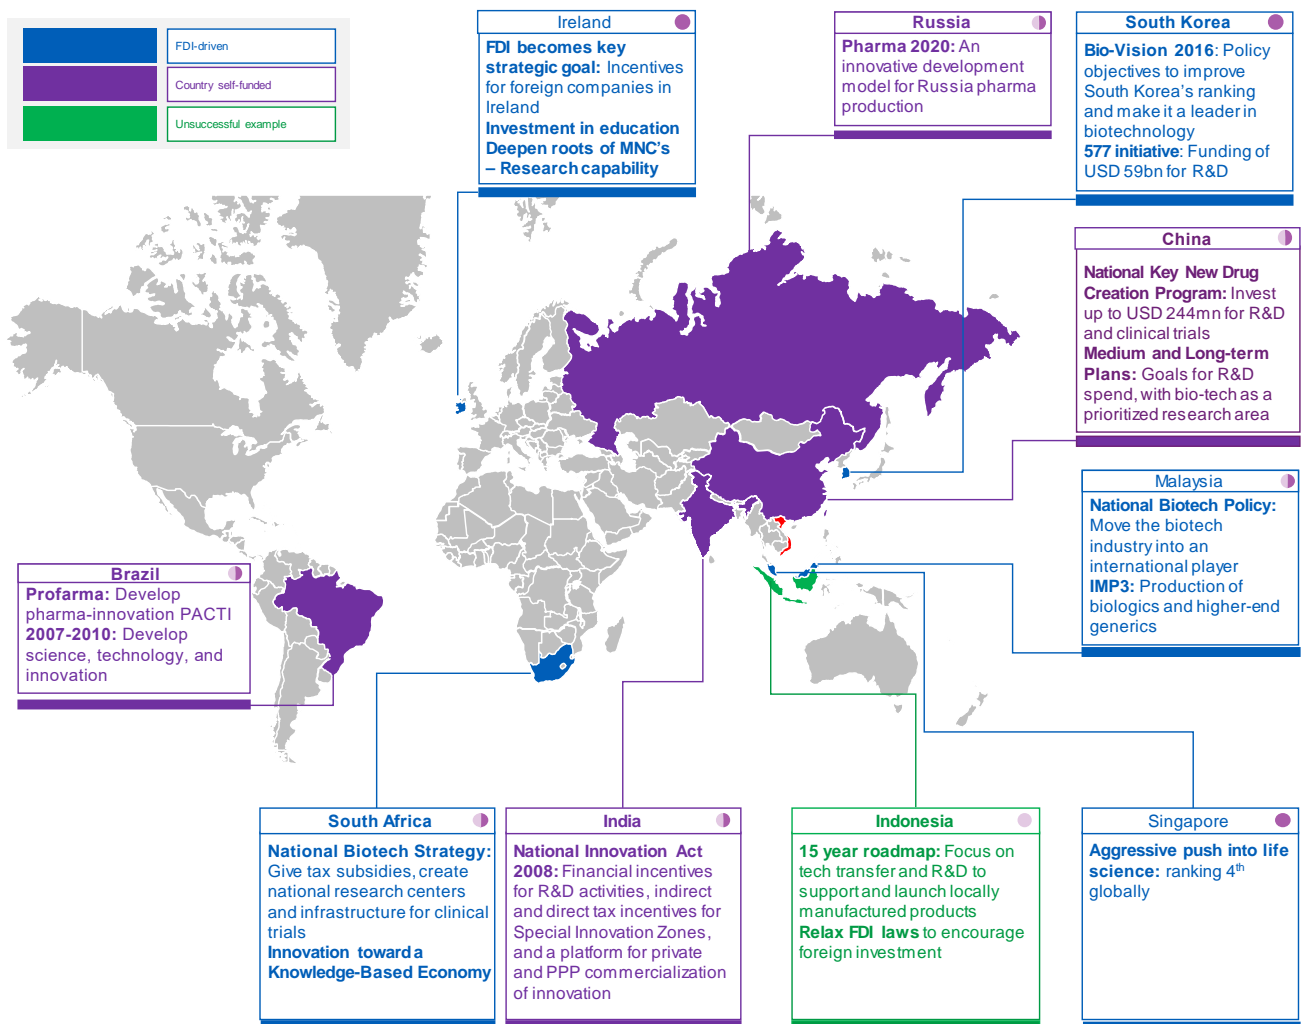 FDI-driven
Country self-funded
Unsuccessful example
Ireland
FDI becomes key
strategic goal: Incentives
for foreign companies in
Ireland
Investment in education
Deepen roots of MNC's
– Research capability
Russia
Pharma 2020: An
innovative development
model for Russia pharma
production
South Korea
Bio-Vision 2016: Policy
objectives to improve
South Korea's ranking
and make it a leader in
biotechnology
577 initiative: Funding of
USD 59bn for R&D
China
National Key New Drug
Creation Program: Invest
up to USD 244mn for R&D
and clinical trials
Medium and Long-term
Plans: Goals for R&D
spend, with bio-tech as a
prioritized research area
Malaysia
National Biotech Policy:
Move the biotech
industry into an
international player
IMP3: Production of
biologics and higher-end
generics
Brazil
Profarma: Develop
pharma-innovation PACTI
2007-2010: Develop
science, technology, and
innovation
South Africa
National Biotech Strategy:
Give tax subsidies, create
national research centers
and infrastructure for clinical
trials
Innovation toward a
Knowledge-Based Economy
India
National Innovation Act
2008: Financial incentives
for R&D activities, indirect
and direct tax incentives for
Special Innovation Zones,
and a platform for private
and PPP commercialization
of innovation
Indonesia
15 year roadmap: Focus on
tech transfer and R&D to
support and launch locally
manufactured products
Relax FDI laws to encourage
foreign investment
Singapore
Aggressive push into life
science: ranking 4th
globally